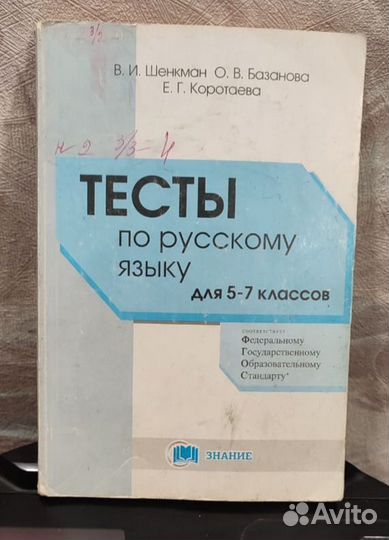 3/2
В. И. Шенкман О. В. Базанова
Е. Г. Коротаева
ТЕСТЫ
по русскому
языку
для 5-7 классов
соответствует
Федеральному
Государственному
Образовательному
Стандарту
ЗНАНИЕ
Avito